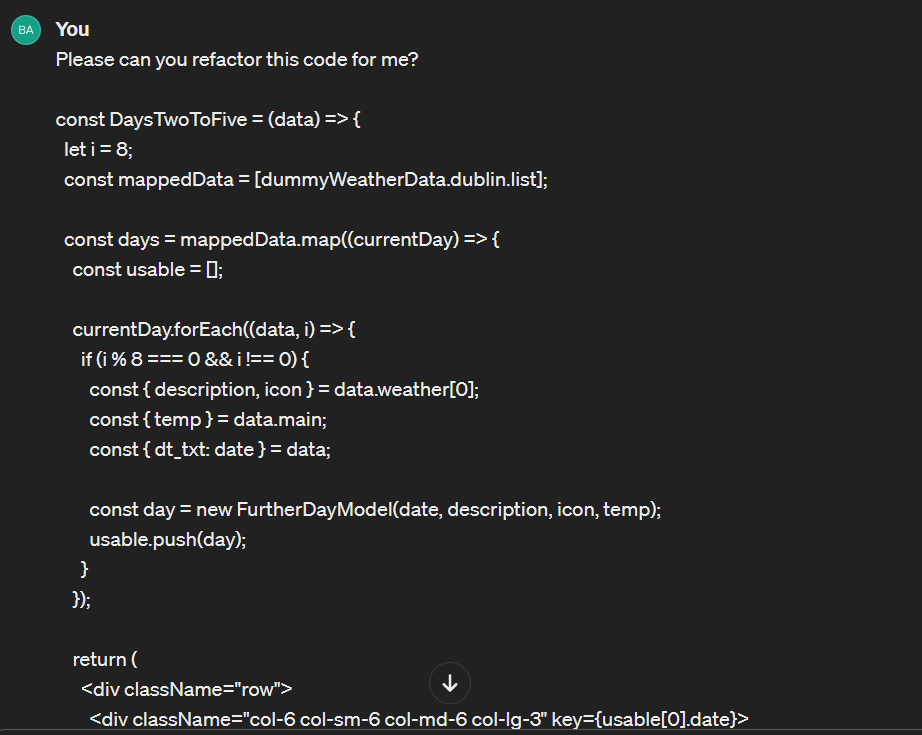 BA You
Please can you refactor this code for me?
const DaysTwoToFive = (data) => {
let i = 8;
const mappedData = [dummyWeatherData.dublin.list];
const days = mappedData.map((currentDay) => {
const usable = [];
currentDay.forEach((data, i) => {
if (i % 8 === 0 && i !== 0) {
const { description, icon } = data.weather[0];
const { temp } = data.main;
const { dt_txt: date } = data;
const day = new FurtherDayModel(date, description, icon, temp);
usable.push(day);
}
});
return (
<div className="row">
<div className="col-6 col-sm-6 col-md-6 col-lg-3" key={usable[0].date}>